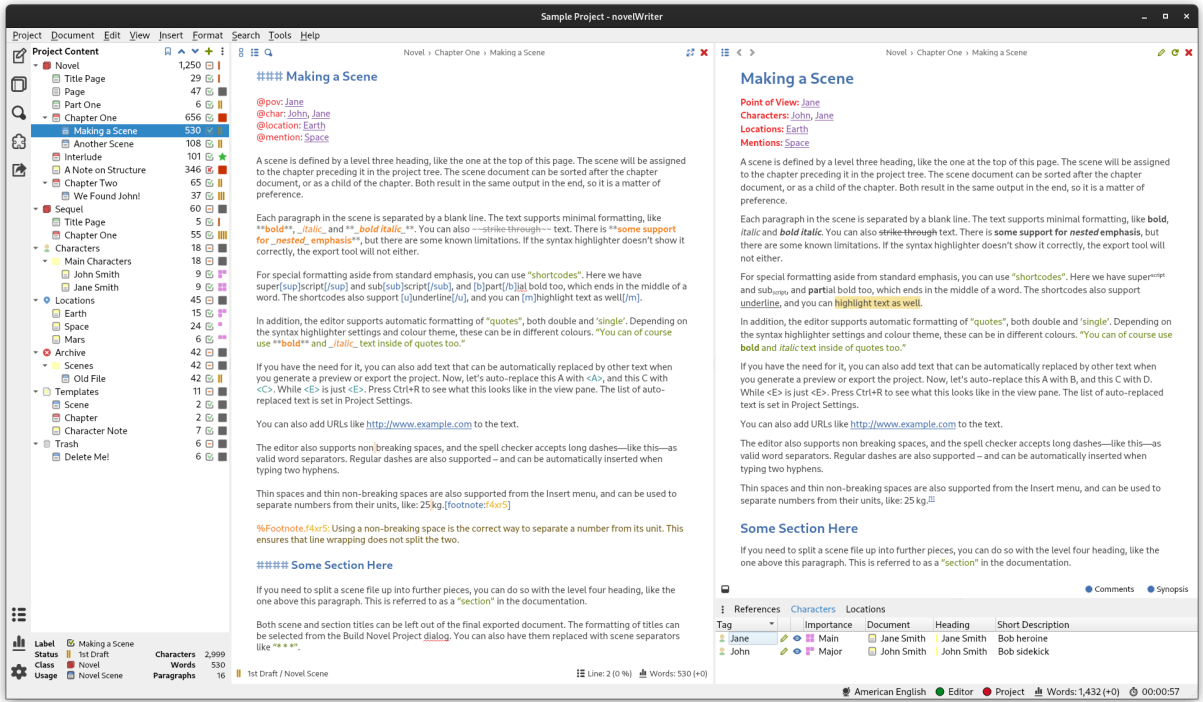 Sample Project - novelWriter
Project Document Edit View Insert Format Search Tools Help
Project Content
Novel 1,250
Title Page 29
Page 47
Part One 6
Chapter One 656
Making a Scene 530
Another Scene 108
Interlude 101
A Note on Structure 346
Chapter Two 65
We Found John! 37
Sequel 60
Title Page 5
Chapter One 55
Characters 18
Main Characters 18
John Smith 9
Jane Smith 9
Locations 45
Earth 15
Space 24
Mars 6
Archive 42
Scenes 42
Old File 42
Templates 11
Scene 2
Chapter 2
Character Note 7
Trash 6
Delete Me! 6
Label Making a Scene
Status 1st Draft Characters 2,999
Class Novel Words 530
Usage Novel Scene Paragraphs 16
Novel › Chapter One › Making a Scene
### Making a Scene
@pov: Jane
@char: John, Jane
@location: Earth
@mention: Space
A scene is defined by a level three heading, like the one at the top of this page. The scene will be assigned
to the chapter preceding it in the project tree. The scene document can be sorted after the chapter
document, or as a child of the chapter. Both result in the same output in the end, so it is a matter of
preference.
Each paragraph in the scene is separated by a blank line. The text supports minimal formatting, like
**bold**, _italic_ and **_bold italic_**. You can also ~~strike through~~ text. There is **some support
for _nested_ emphasis**, but there are some known limitations. If the syntax highlighter doesn’t show it
correctly, the export tool will not either.
For special formatting aside from standard emphasis, you can use “shortcodes”. Here we have
super[sup]script[/sup] and sub[sub]script[/sub], and [b]part[/b]ial bold too, which ends in the middle of a
word. The shortcodes also support [u]underline[/u], and you can [m]highlight text as well[/m].
In addition, the editor supports automatic formatting of “quotes”, both double and ‘single’. Depending on
the syntax highlighter settings and colour theme, these can be in different colours. “You can of course
use **bold** and _italic_ text inside of quotes too.”
If you have the need for it, you can also add text that can be automatically replaced by other text when
you generate a preview or export the project. Now, let’s auto-replace this A with <A>, and this C with
<C>. While <E> is just <E>. Press Ctrl+R to see what this looks like in the view pane. The list of auto-
replaced text is set in Project Settings.
You can also add URLs like http://www.example.com to the text.
The editor also supports non breaking spaces, and the spell checker accepts long dashes—like this—as
valid word separators. Regular dashes are also supported – and can be automatically inserted when
typing two hyphens.
Thin spaces and thin non-breaking spaces are also supported from the Insert menu, and can be used to
separate numbers from their units, like: 25 kg.[footnote:f4xr5]
%Footnote.f4xr5: Using a non-breaking space is the correct way to separate a number from its unit. This
ensures that line wrapping does not split the two.
#### Some Section Here
If you need to split a scene file up into further pieces, you can do so with the level four heading, like the
one above this paragraph. This is referred to as a “section” in the documentation.
Both scene and section titles can be left out of the final exported document. The formatting of titles can
be selected from the Build Novel Project dialog. You can also have them replaced with scene separators
like “* * *”.
1st Draft / Novel Scene Line: 2 (0 %) Words: 530 (+0)
Novel › Chapter One › Making a Scene
Making a Scene
Point of View: Jane
Characters: John, Jane
Locations: Earth
Mentions: Space
A scene is defined by a level three heading, like the one at the top of this page. The scene will be assigned
to the chapter preceding it in the project tree. The scene document can be sorted after the chapter
document, or as a child of the chapter. Both result in the same output in the end, so it is a matter of
preference.
Each paragraph in the scene is separated by a blank line. The text supports minimal formatting, like bold,
italic and bold italic. You can also strike through text. There is some support for nested emphasis, but
there are some known limitations. If the syntax highlighter doesn’t show it correctly, the export tool will
not either.
For special formatting aside from standard emphasis, you can use “shortcodes”. Here we have superscript
and subscript, and partial bold too, which ends in the middle of a word. The shortcodes also support
underline, and you can highlight text as well.
In addition, the editor supports automatic formatting of “quotes”, both double and ‘single’. Depending on
the syntax highlighter settings and colour theme, these can be in different colours. “You can of course use
bold and italic text inside of quotes too.”
If you have the need for it, you can also add text that can be automatically replaced by other text when
you generate a preview or export the project. Now, let’s auto-replace this A with B, and this C with D.
While <E> is just <E>. Press Ctrl+R to see what this looks like in the view pane. The list of auto-replaced
text is set in Project Settings.
You can also add URLs like http://www.example.com to the text.
The editor also supports non breaking spaces, and the spell checker accepts long dashes—like this—as
valid word separators. Regular dashes are also supported – and can be automatically inserted when
typing two hyphens.
Thin spaces and thin non-breaking spaces are also supported from the Insert menu, and can be used to
separate numbers from their units, like: 25 kg.[1]
Some Section Here
If you need to split a scene file up into further pieces, you can do so with the level four heading, like the
one above this paragraph. This is referred to as a “section” in the documentation.
Comments Synopsis
References Characters Locations
Tag Importance Document Heading Short Description
Jane Main Jane Smith Jane Smith Bob heroine
John Major John Smith John Smith Bob sidekick
American English Editor Project Words: 1,432 (+0) 00:00:57